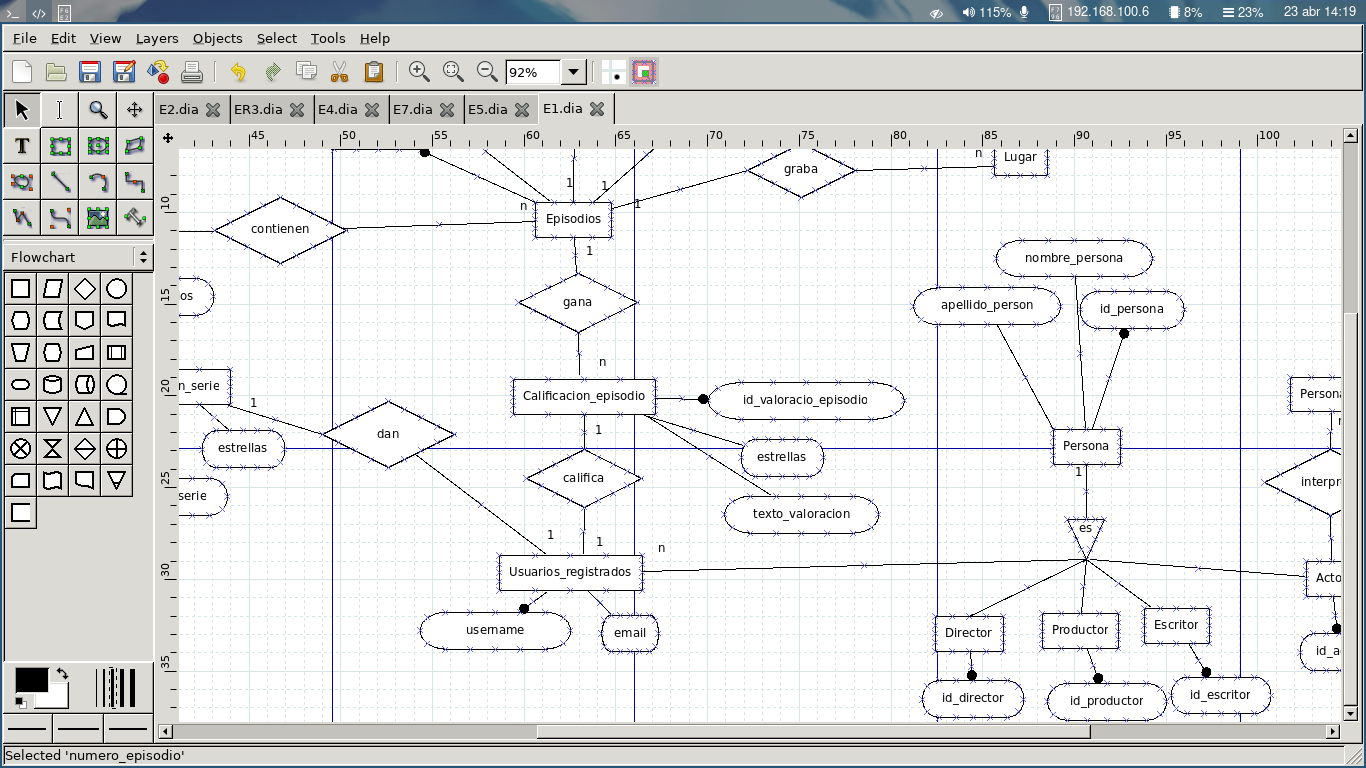 115%
192.168.100.6
8%
23%
23 abr 14:19
File Edit View Layers Objects Select Tools Help
92%
E2.dia ER3.dia E4.dia E7.dia E5.dia E1.dia
45 50 55 60 65 70 75 80 85 90 95 100
10
15
20
25
30
35
T
Flowchart
n
Lugar
graba
1
1
n
1
Episodios
contienen
1
nombre_persona
os
gana
apellido_person
id_persona
n
n_serie
Calificacion_episodio
id_valoracio_episodio
Persona
1
1
dan
estrellas
estrellas
Persona
1
califica
serie
interpr
texto_valoracion
1
1
n
es
Usuarios_registrados
Acto
username
email
Director
Productor
Escritor
id_a
id_director
id_productor
id_escritor
Selected 'numero_episodio'